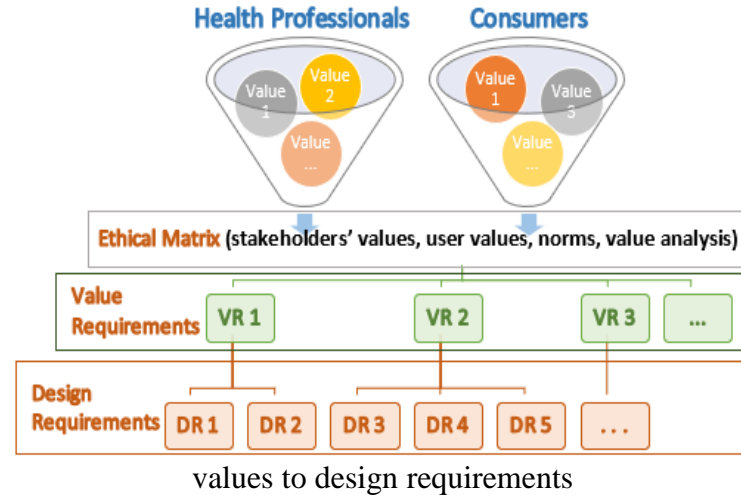 Health Professionals
Consumers
Value
1
Value
2
Value
...
Value
1
Value
3
Value
...
Ethical Matrix (stakeholders' values, user values, norms, value analysis)
Value
Requirements
VR 1
VR 2
VR 3
...
Design
Requirements
DR 1
DR 2
DR 3
DR 4
DR 5
...
values to design requirements